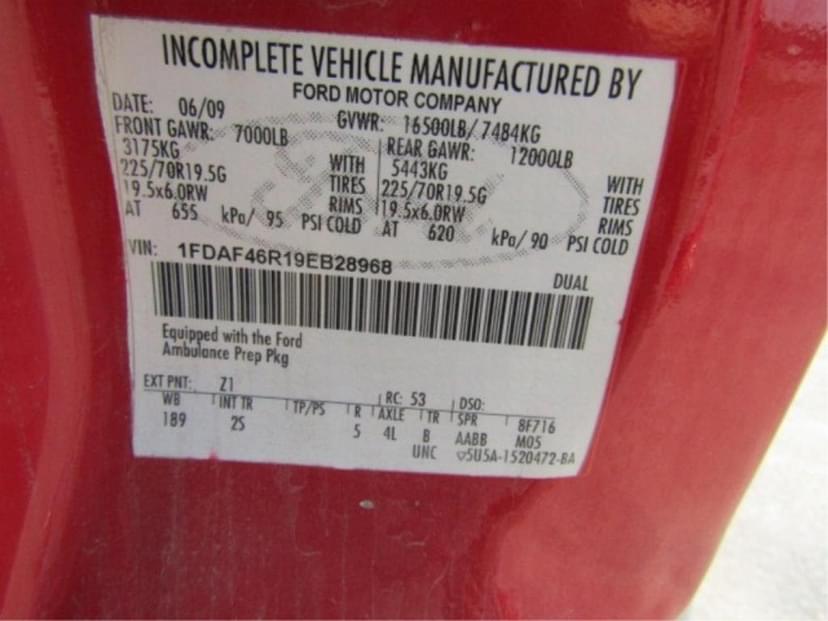 INCOMPLETE VEHICLE MANUFACTURED BY
FORD MOTOR COMPANY
DATE: 06/09 GVWR: 16500LB/ 7484KG
FRONT GAWR: 7000LB REAR GAWR: 12000LB
3175KG WITH 5443KG WITH
225/70R19.5G TIRES 225/70R19.5G TIRES
19.5x6.0RW RIMS 19.5x6.0RW RIMS
AT 655 kPa/ 95 PSI COLD AT 620 kPa/ 90 PSI COLD
VIN: 1FDAF46R19EB28968
DUAL
Equipped with the Ford
Ambulance Prep Pkg
EXT PNT: Z1 RC: 53 DSO:
WB INT TR TP/PS R AXLE TR SPR 8F716
189 2S 5 4L B AABB M05
UNC ▽5U5A-1520472-BA